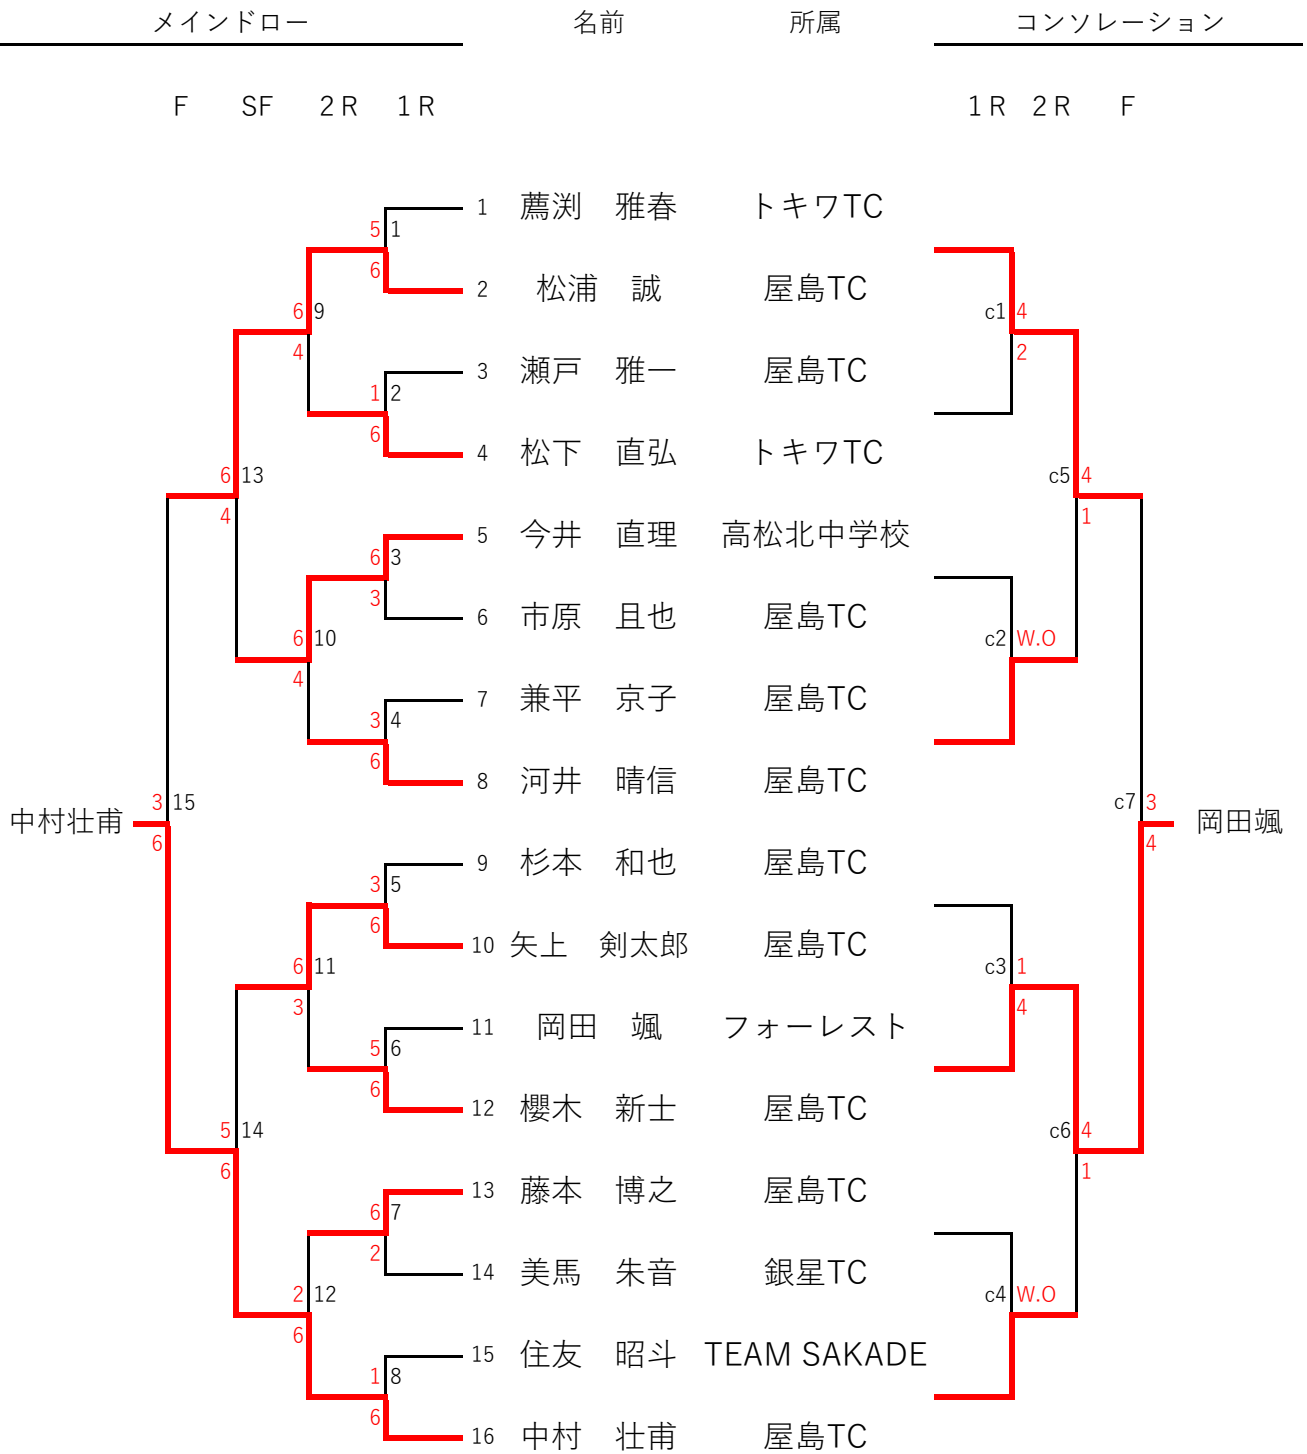 メインドロー 名前 所属 コンソレーション
F SF 2R 1R 1R 2R F
1 薦渕 雅春 トキワTC
5 1
6
2 松浦 誠 屋島TC
6 9 c1 4
4 2
3 瀬戸 雅一 屋島TC
1 2
6
4 松下 直弘 トキワTC
6 13 c5 4
4 1
5 今井 直理 高松北中学校
6 3
3
6 市原 且也 屋島TC
6 10 c2 W.O
4
7 兼平 京子 屋島TC
3 4
6
8 河井 晴信 屋島TC
3 15 c7 3
中村壮甫 岡田颯
6 4
9 杉本 和也 屋島TC
3 5
6
10 矢上 剣太郎 屋島TC
6 11 c3 1
3 4
11 岡田 颯 フォーレスト
5 6
6
12 櫻木 新士 屋島TC
5 14 c6 4
6 1
13 藤本 博之 屋島TC
6 7
2
14 美馬 朱音 銀星TC
2 12 c4 W.O
6
15 住友 昭斗 TEAM SAKADE
1 8
6
16 中村 壮甫 屋島TC